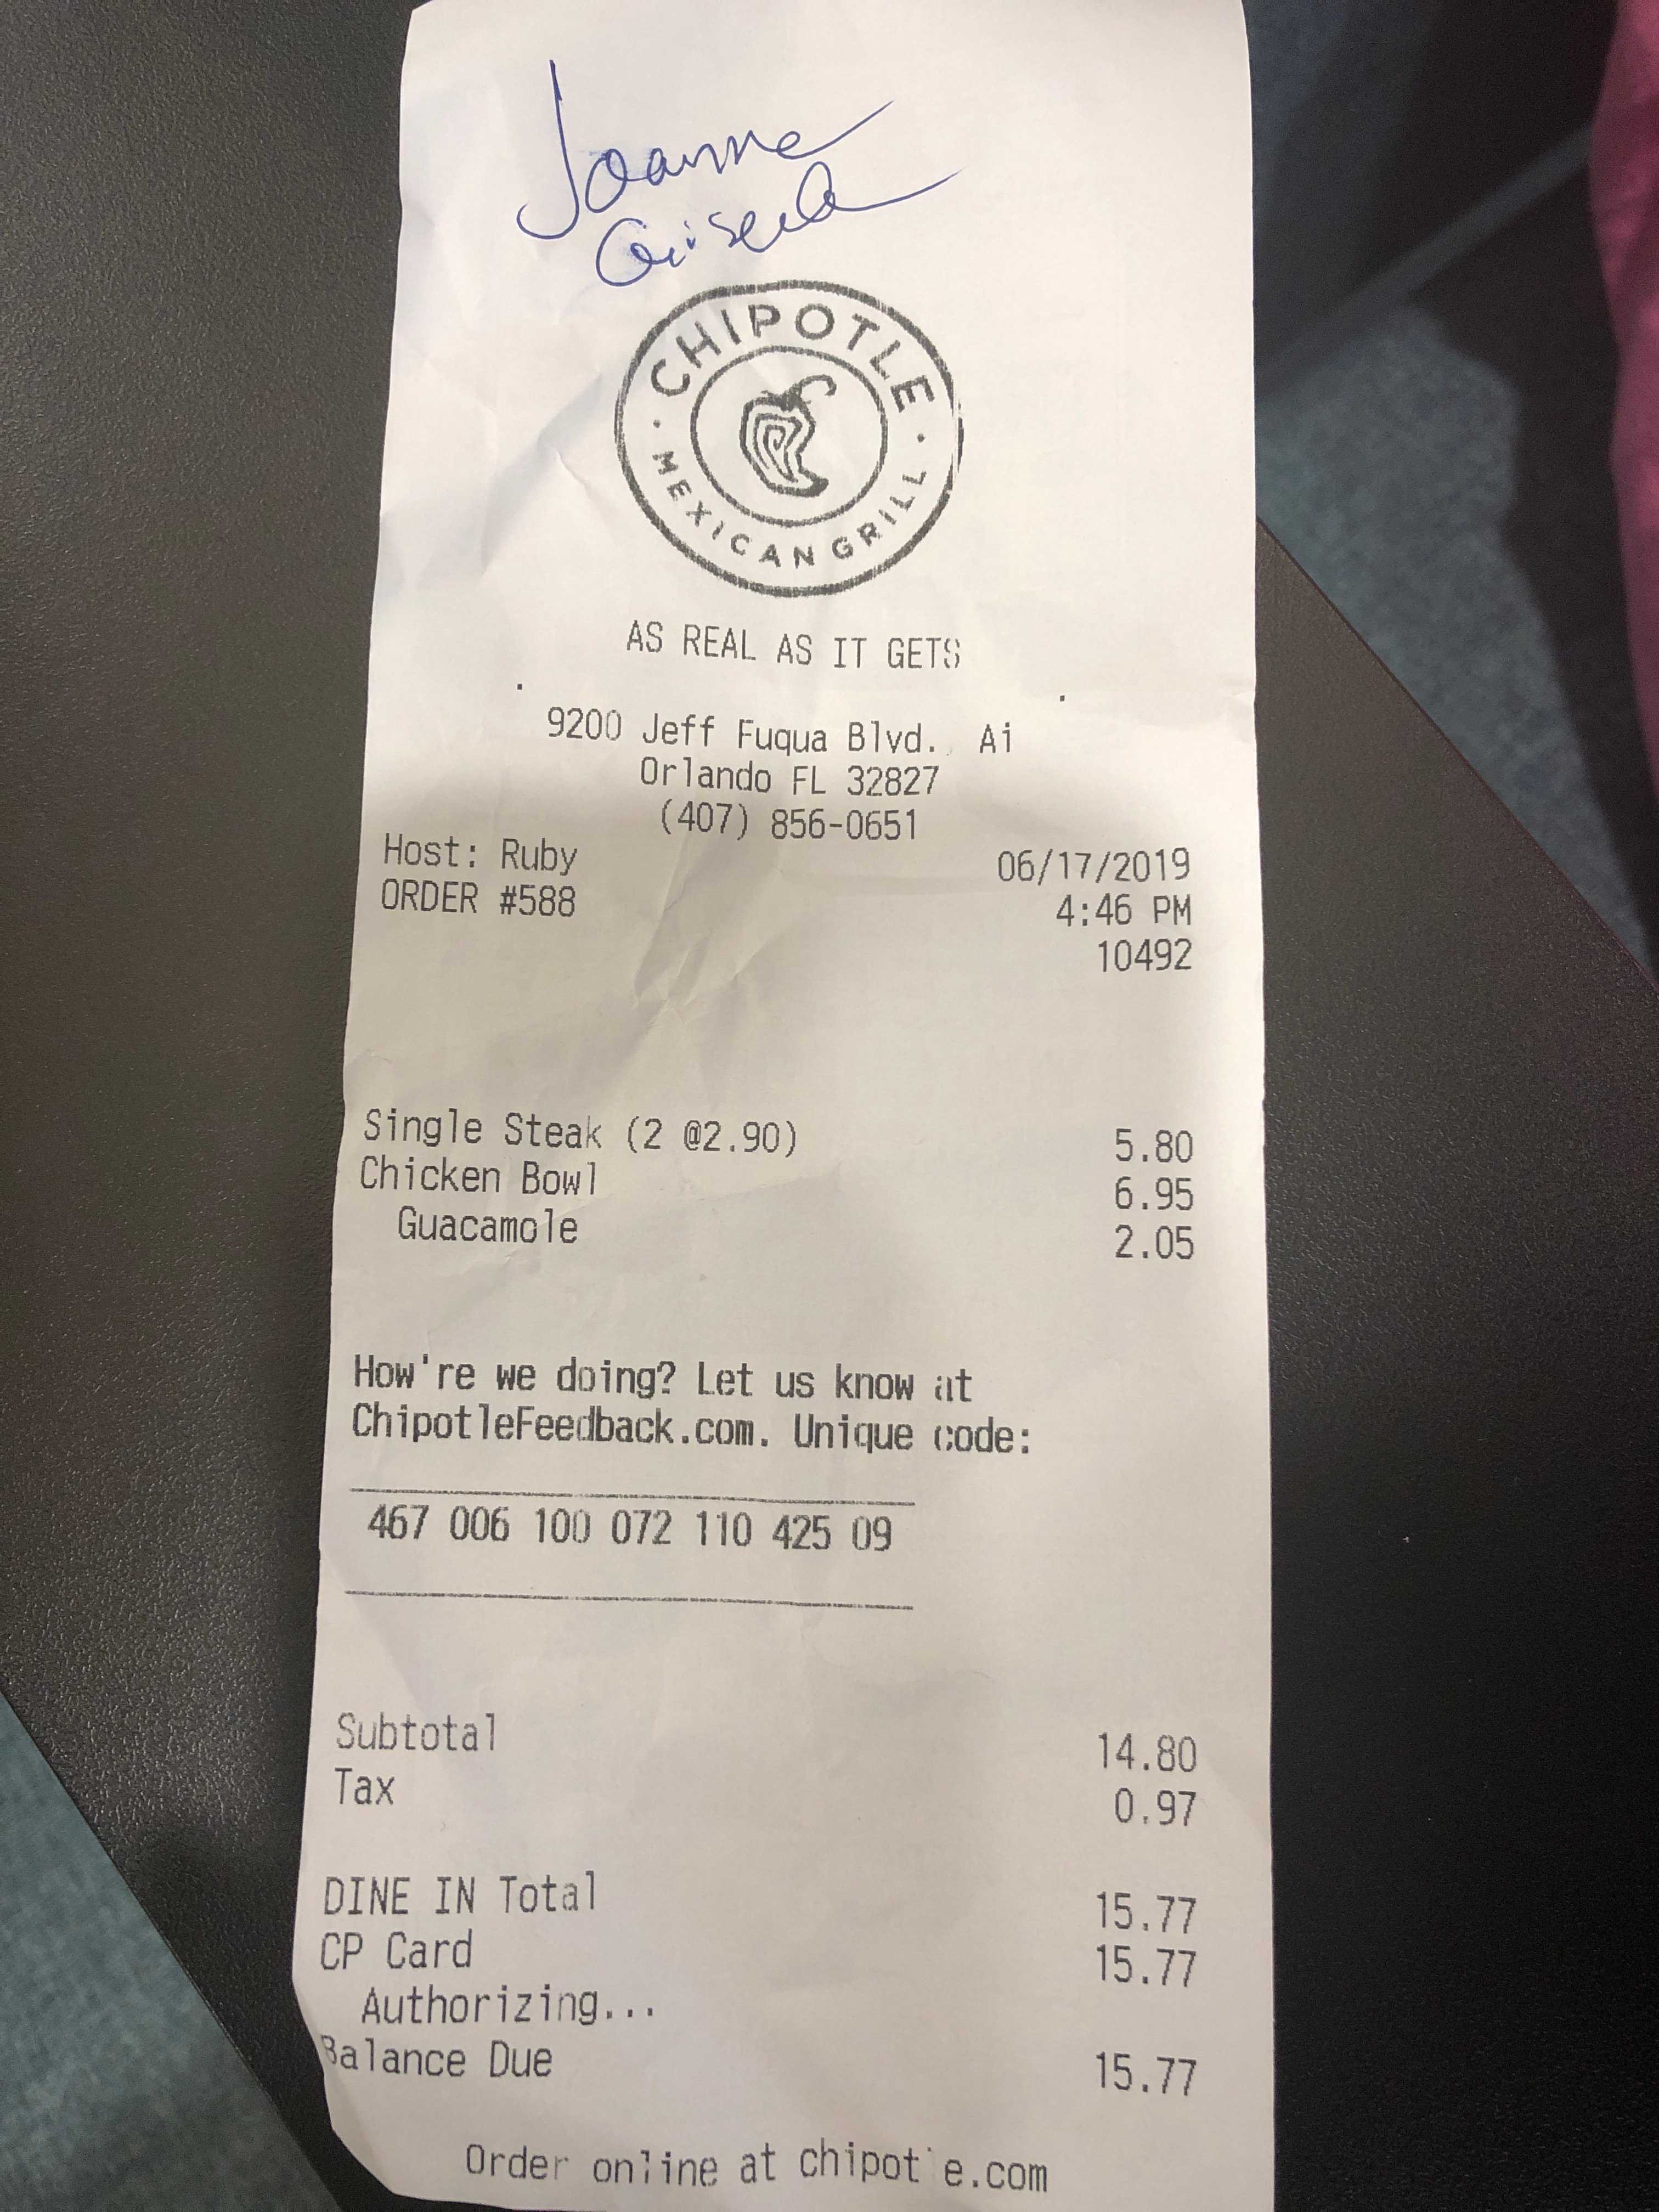 Joanne
Gisela
CHIPOTLE
MEXICAN GRILL
AS REAL AS IT GETS
9200 Jeff Fuqua Blvd. Ai
Orlando FL 32827
(407) 856-0651
Host: Ruby 06/17/2019
ORDER #588 4:46 PM
10492
Single Steak (2 @2.90) 5.80
Chicken Bowl 6.95
Guacamole 2.05
How're we doing? Let us know at
ChipotleFeedback.com. Unique code:
467 006 100 072 110 425 09
Subtotal 14.80
Tax 0.97
DINE IN Total 15.77
CP Card 15.77
Authorizing...
Balance Due 15.77
Order online at chipotle.com